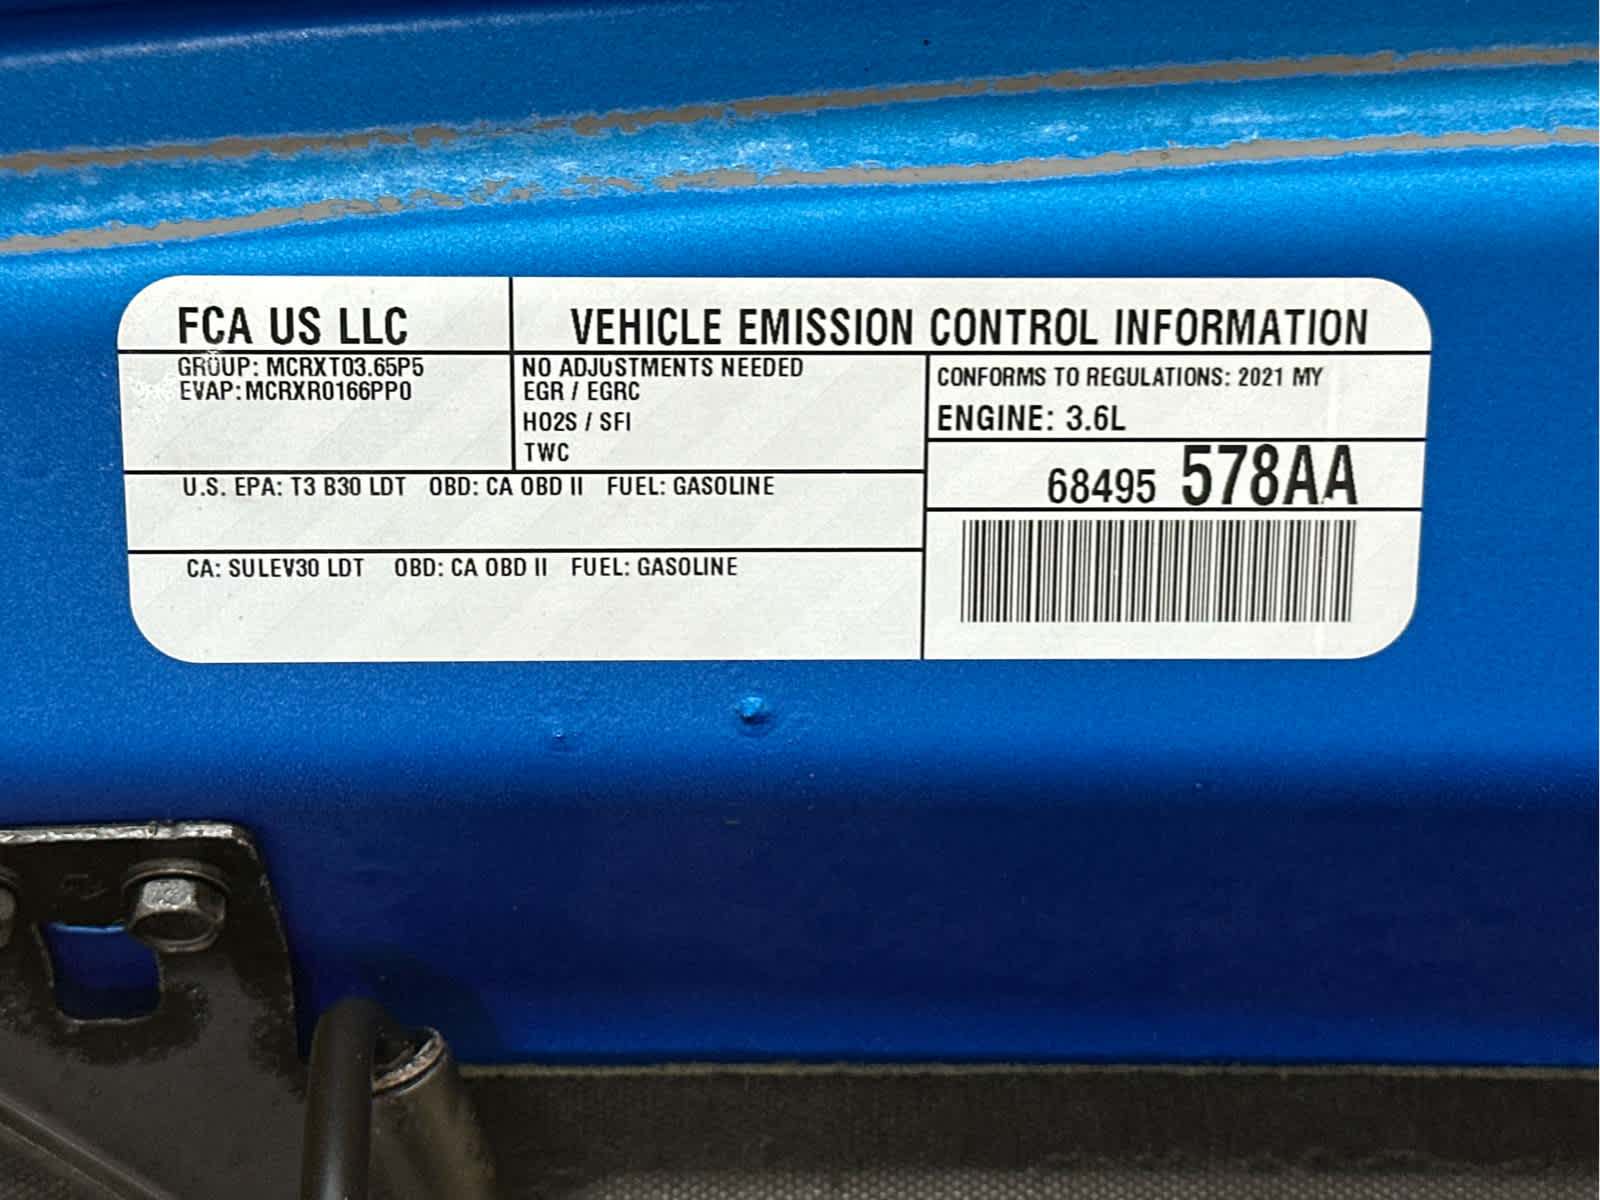 FCA US LLC
VEHICLE EMISSION CONTROL INFORMATION
GROUP: MCRXT03.65P5
EVAP: MCRXR0166PP0
NO ADJUSTMENTS NEEDED
EGR / EGRC
HO2S / SFI
TWC
CONFORMS TO REGULATIONS: 2021 MY
ENGINE: 3.6L
68495 578AA
U.S. EPA: T3 B30 LDT OBD: CA OBD II FUEL: GASOLINE
CA: SULEV30 LDT OBD: CA OBD II FUEL: GASOLINE